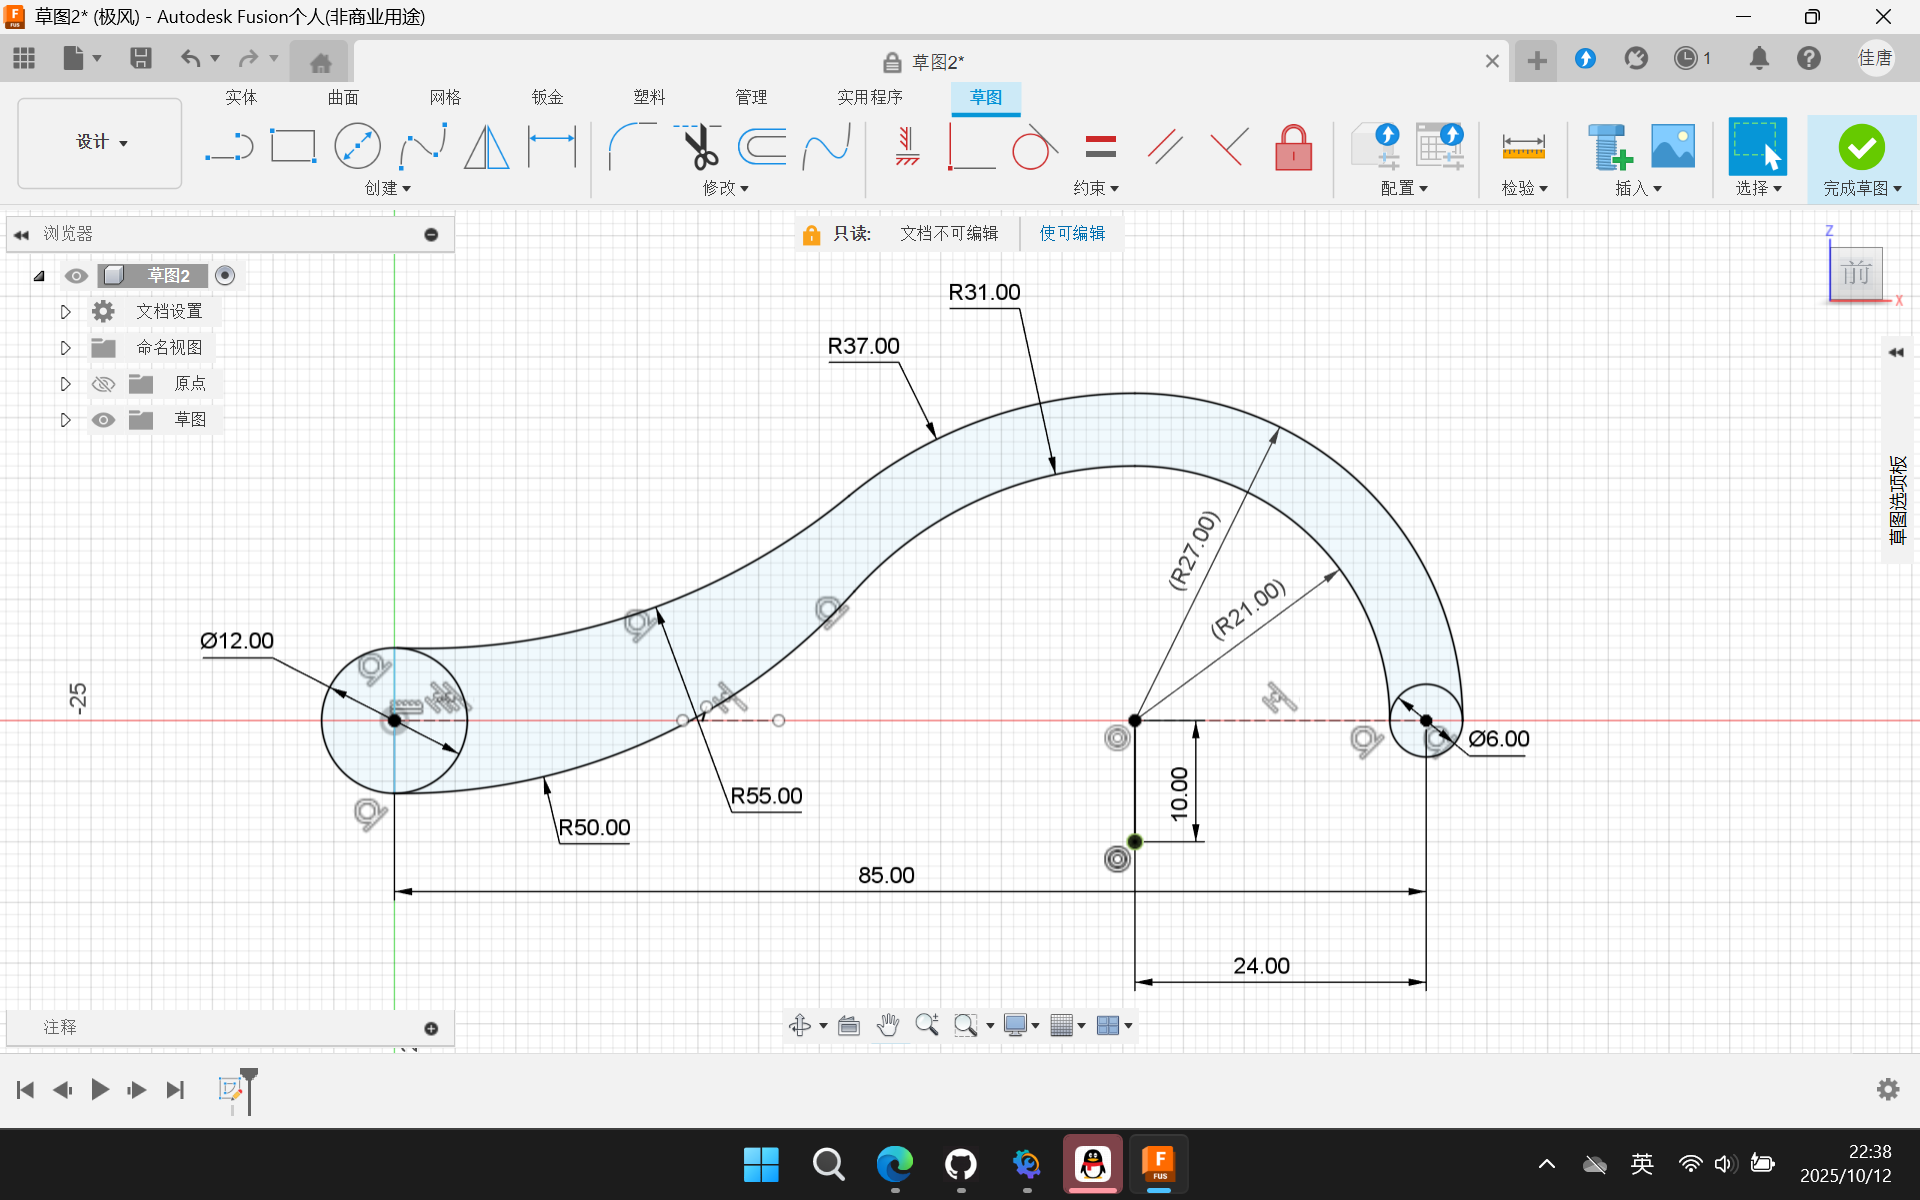 草图2* (极风) - Autodesk Fusion个人(非商业用途)
草图2*
1
佳唐
实体
曲面
网格
钣金
塑料
管理
实用程序
草图
设计
创建
修改
约束
配置
检验
插入
选择
完成草图
浏览器
只读:
文档不可编辑
使可编辑
草图2
文档设置
命名视图
原点
草图
Z
前
X
草图选项板
R31.00
R37.00
(R27.00)
(R21.00)
Ø12.00
-25
Ø6.00
10.00
R55.00
R50.00
85.00
24.00
注释
F
FUS
英
22:38
2025/10/12